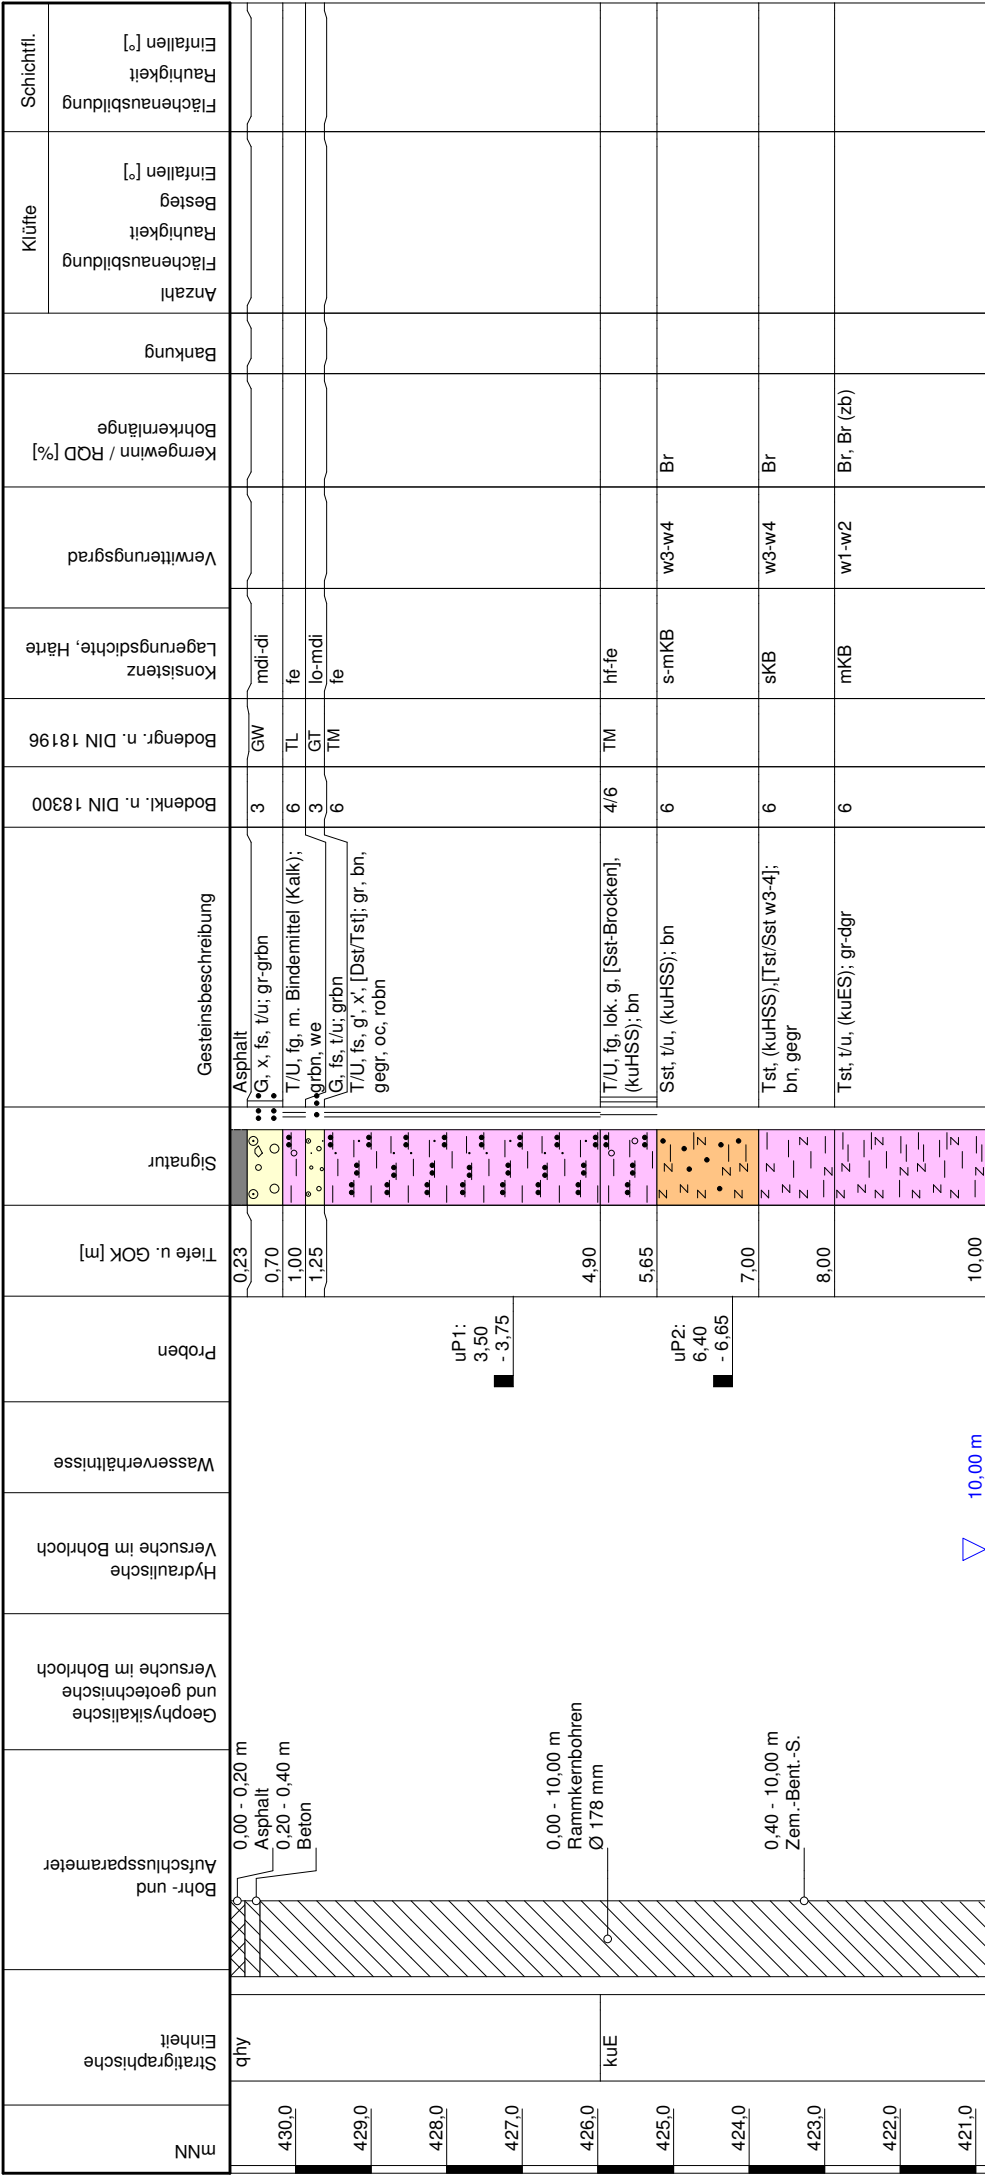 mNN
Stratigraphische
Einheit
Bohr- und
Aufschlussparameter
Geophysikalische
und geotechnische
Versuche im Bohrloch
Hydraulische
Versuche im Bohrloch
Wasserverhältnisse
Proben
Tiefe u. GOK [m]
Signatur
Gesteinsbeschreibung
Bodenkl. n. DIN 18300
Bodengr. n. DIN 18196
Konsistenz
Lagerungsdichte, Härte
Verwitterungsgrad
Kerngewinn / RQD [%]
Bohrkernlänge
Bankung
Klüfte
Anzahl
Flächenausbildung
Rauhigkeit
Besteg
Einfallen [°]
Schichtfl.
Flächenausbildung
Rauhigkeit
Einfallen [°]
430,0
429,0
428,0
427,0
426,0
425,0
424,0
423,0
422,0
421,0
qhy
kuE
0,00 - 0,20 m
Asphalt
0,20 - 0,40 m
Beton
0,00 - 10,00 m
Rammkernbohren
Ø 178 mm
0,40 - 10,00 m
Zem.-Bent.-S.
10,00 m
uP1:
3,50
- 3,75
uP2:
6,40
- 6,65
0,23
0,70
1,00
1,25
4,90
5,65
7,00
8,00
10,00
Asphalt
G, x, fs, t/u; gr-grbn
3
GW
mdi-di
T/U, fg, m. Bindemittel (Kalk);
grbn, we
6
TL
fe
G, fs, t/u; grbn
3
GT
lo-mdi
T/U, fs, g', x', [Dst/Tst]; gr, bn,
gegr, oc, robn
6
TM
fe
T/U, fg, lok. g, [Sst-Brocken],
(kuHSS); bn
4/6
TM
hf-fe
Sst, t/u, (kuHSS); bn
6
s-mKB
w3-w4
Br
Tst, (kuHSS),[Tst/Sst w3-4];
bn, gegr
6
sKB
w3-w4
Br
Tst, t/u, (kuES); gr-dgr
6
mKB
w1-w2
Br, Br (zb)